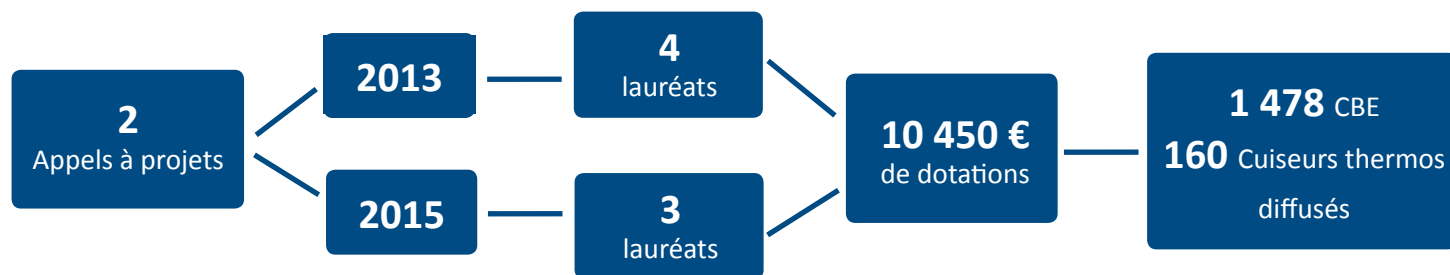 2
Appels à projets
2013
4
lauréats
2015
3
lauréats
10 450 €
de dotations
1 478 CBE
160 Cuiseurs thermos
diffusés